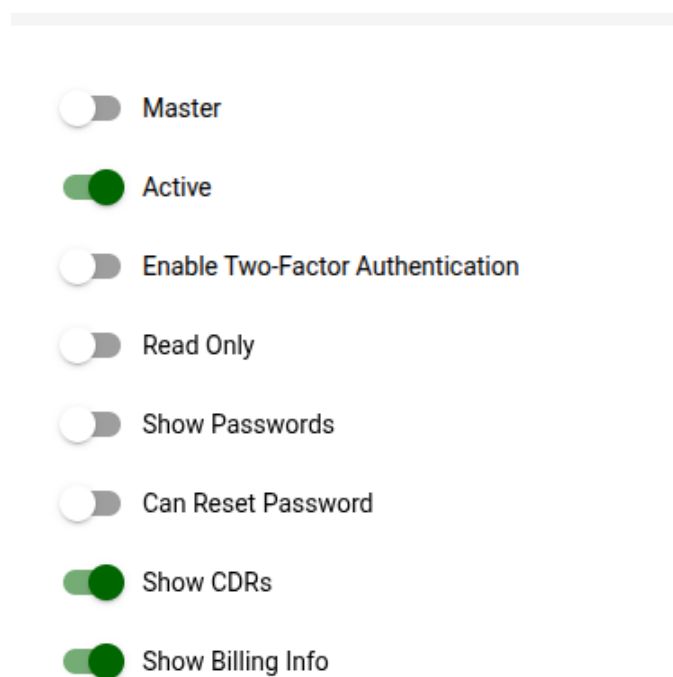 Master
Active
Enable Two-Factor Authentication
Read Only
Show Passwords
Can Reset Password
Show CDRs
Show Billing Info